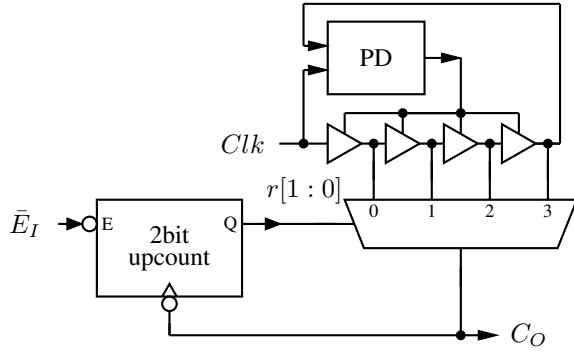 PD
Clk
r[1 : 0]
0 1 2 3
Ē_I
E
2bit
upcount
Q
C_O